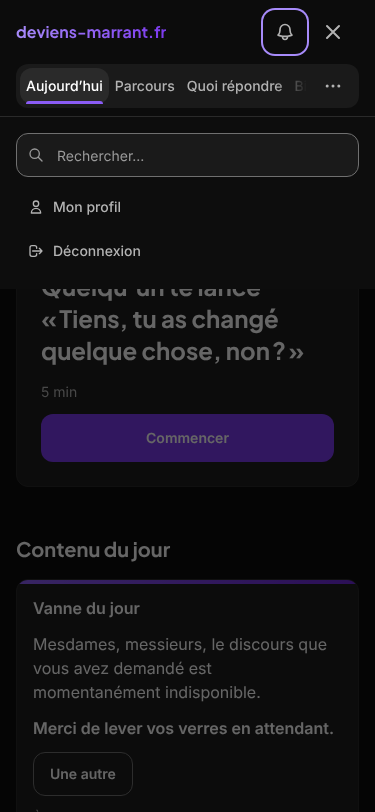 deviens-marrant.fr
Aujourd’hui Parcours Quoi répondre
Rechercher…
Mon profil
Déconnexion
Quelqu’un te lance
« Tiens, tu as changé
quelque chose, non ? »
5 min
Commencer
Contenu du jour
Vanne du jour
Mesdames, messieurs, le discours que
vous avez demandé est
momentanément indisponible.
Merci de lever vos verres en attendant.
Une autre